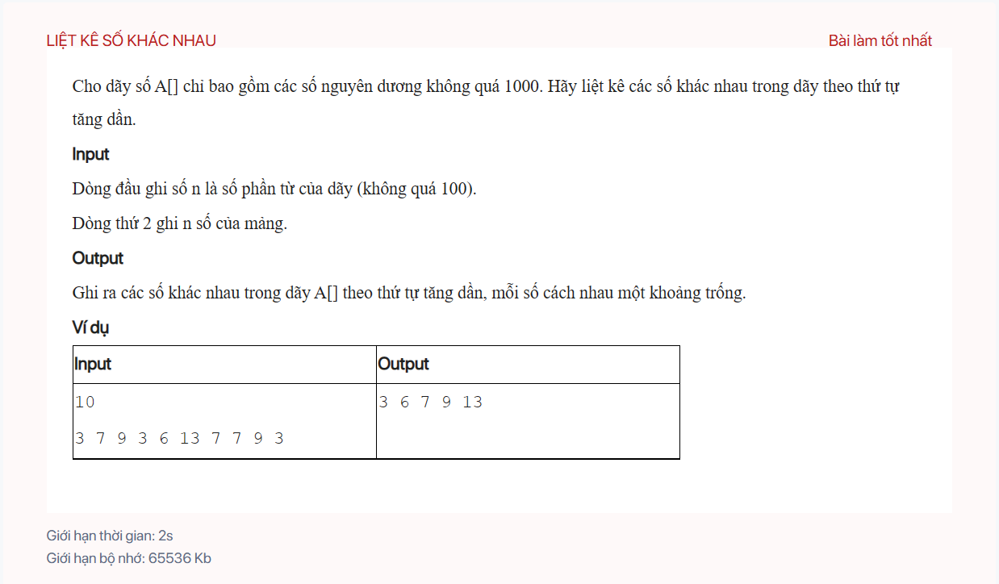 LIỆT KÊ SỐ KHÁC NHAU
Bài làm tốt nhất
Cho dãy số A[] chỉ bao gồm các số nguyên dương không quá 1000. Hãy liệt kê các số khác nhau trong dãy theo thứ tự
tăng dần.
Input
Dòng đầu ghi số n là số phần tử của dãy (không quá 100).
Dòng thứ 2 ghi n số của mảng.
Output
Ghi ra các số khác nhau trong dãy A[] theo thứ tự tăng dần, mỗi số cách nhau một khoảng trống.
Ví dụ
Input
Output
10
3 7 9 3 6 13 7 7 9 3
3 6 7 9 13
Giới hạn thời gian: 2s
Giới hạn bộ nhớ: 65536 Kb